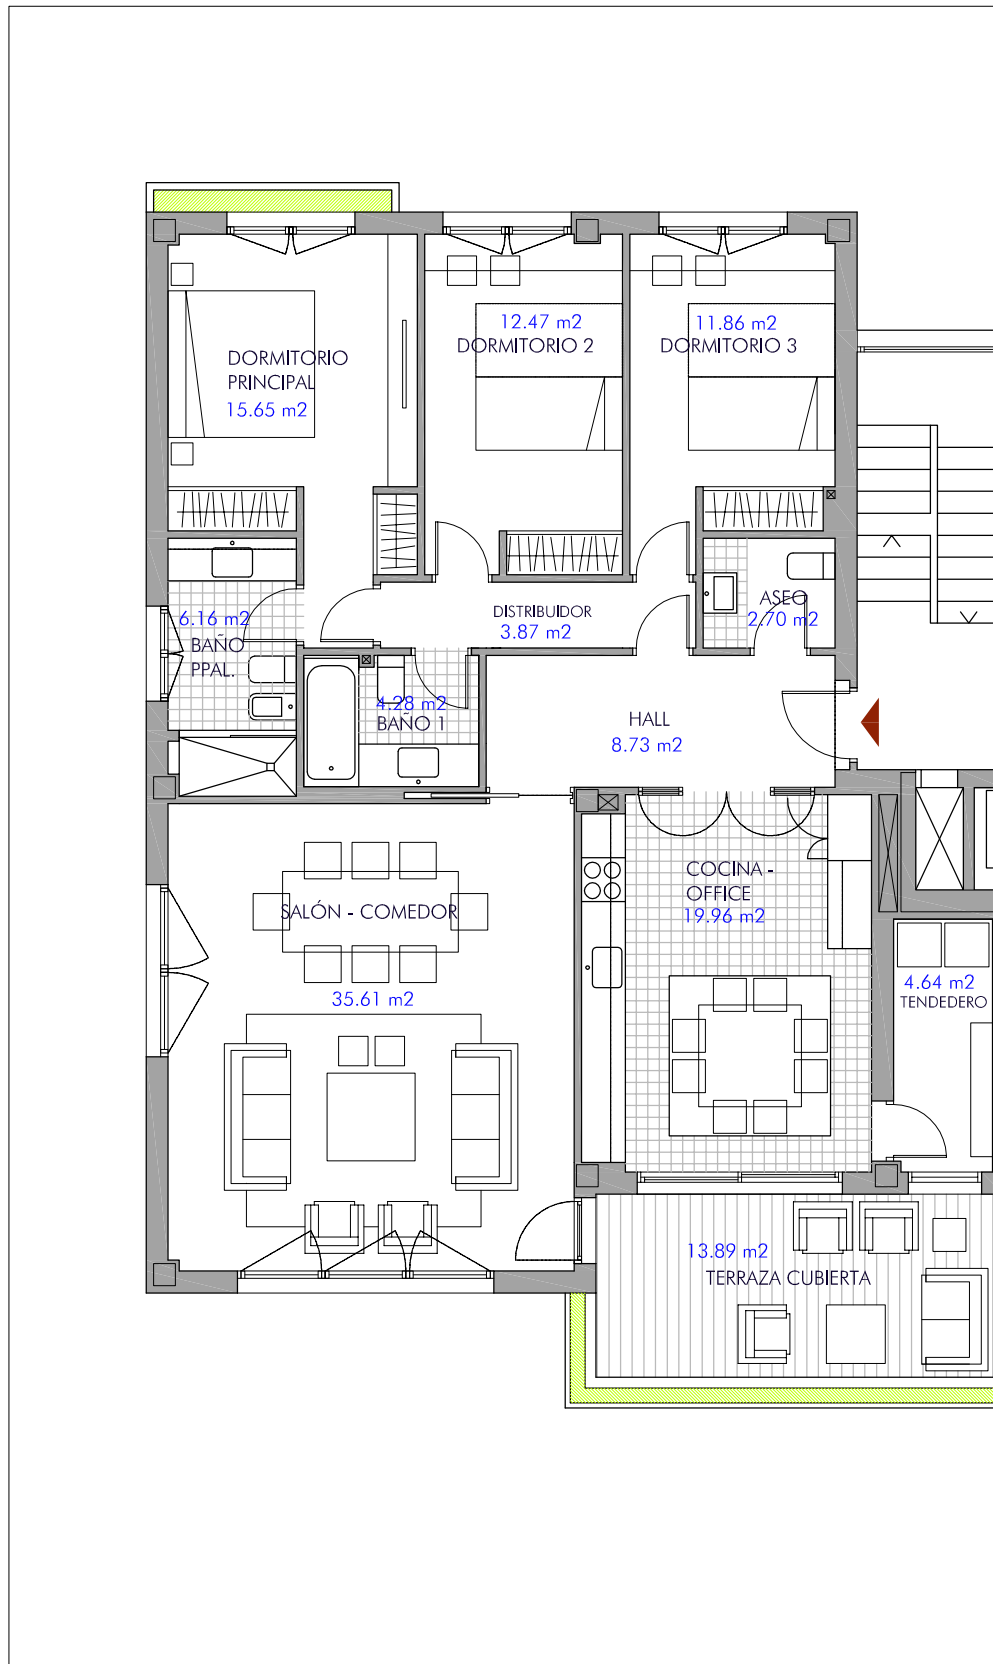 12.47 m2
DORMITORIO 2
11.86 m2
DORMITORIO 3
DORMITORIO
PRINCIPAL
15.65 m2
DISTRIBUIDOR
3.87 m2
ASEO
2.70 m2
6.16 m2
BAÑO
PPAL.
4.28 m2
BAÑO 1
HALL
8.73 m2
COCINA -
OFFICE
19.96 m2
SALÓN - COMEDOR
35.61 m2
4.64 m2
TENDEDERO
13.89 m2
TERRAZA CUBIERTA